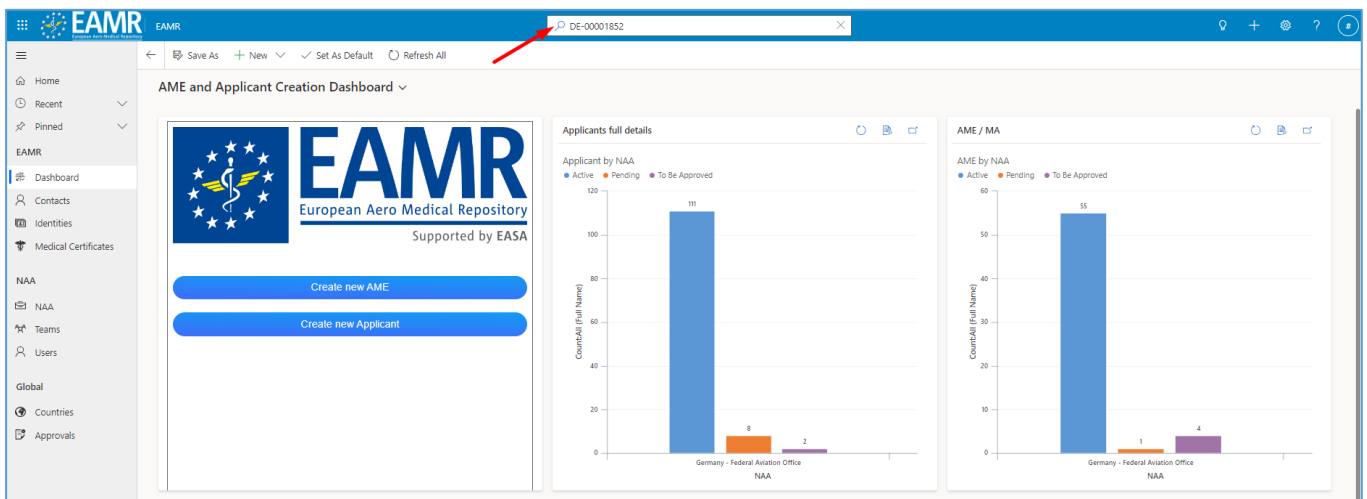 EAMR
European Aero Medical Repository
EAMR
DE-00001852
Save As
New
Set As Default
Refresh All
Home
Recent
Pinned
EAMR
Dashboard
Contacts
Identities
Medical Certificates
NAA
NAA
Teams
Users
Global
Countries
Approvals
AME and Applicant Creation Dashboard
EAMR
European Aero Medical Repository
Supported by EASA
Create new AME
Create new Applicant
Applicants full details
Applicant by NAA
Active Pending To Be Approved
120
100
80
60
40
20
0
CountAll (Full Name)
111
8
2
Germany - Federal Aviation Office
NAA
AME / MA
AME by NAA
Active Pending To Be Approved
60
50
40
30
20
10
0
CountAll (Full Name)
55
1
4
Germany - Federal Aviation Office
NAA